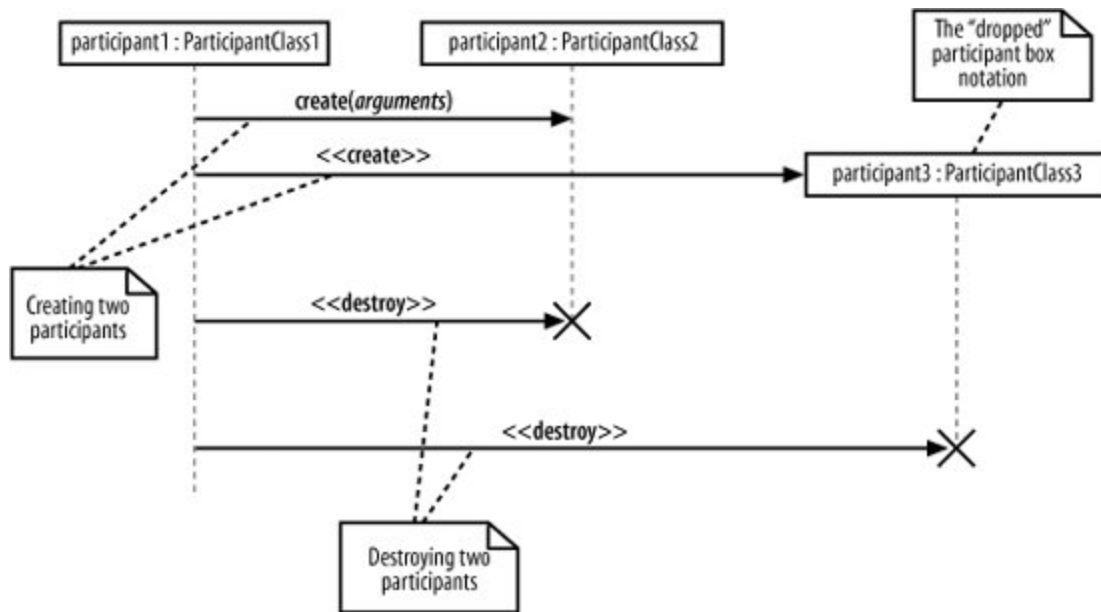 participant1 : ParticipantClass1
participant2 : ParticipantClass2
The “dropped”
participant box
notation
create(arguments)
<<create>>
participant3 : ParticipantClass3
Creating two
participants
<<destroy>>
<<destroy>>
Destroying two
participants